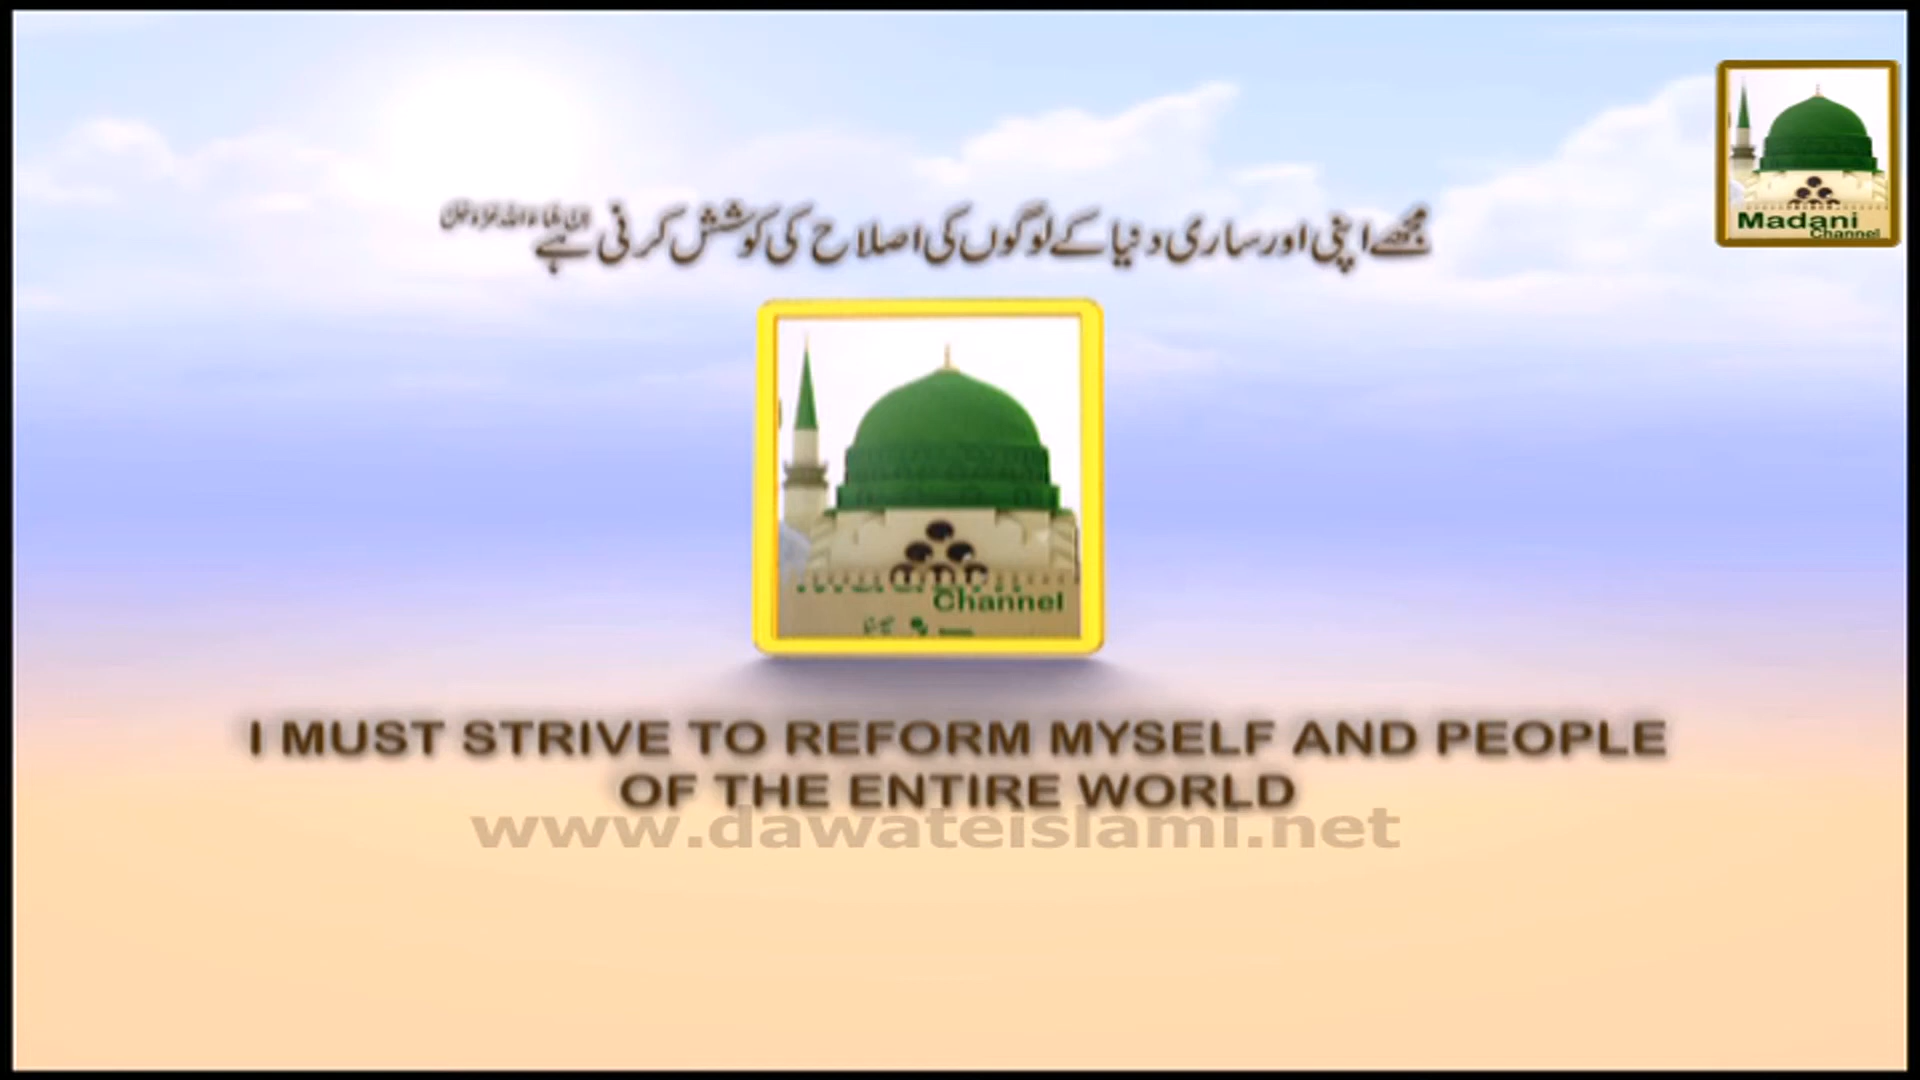 مجھے اپنی اور ساری دنیا کے لوگوں کی اصلاح کی کوشش کرنی ہے
Madani
Channel
Channel
I MUST STRIVE TO REFORM MYSELF AND PEOPLE
OF THE ENTIRE WORLD
www.dawateislami.net